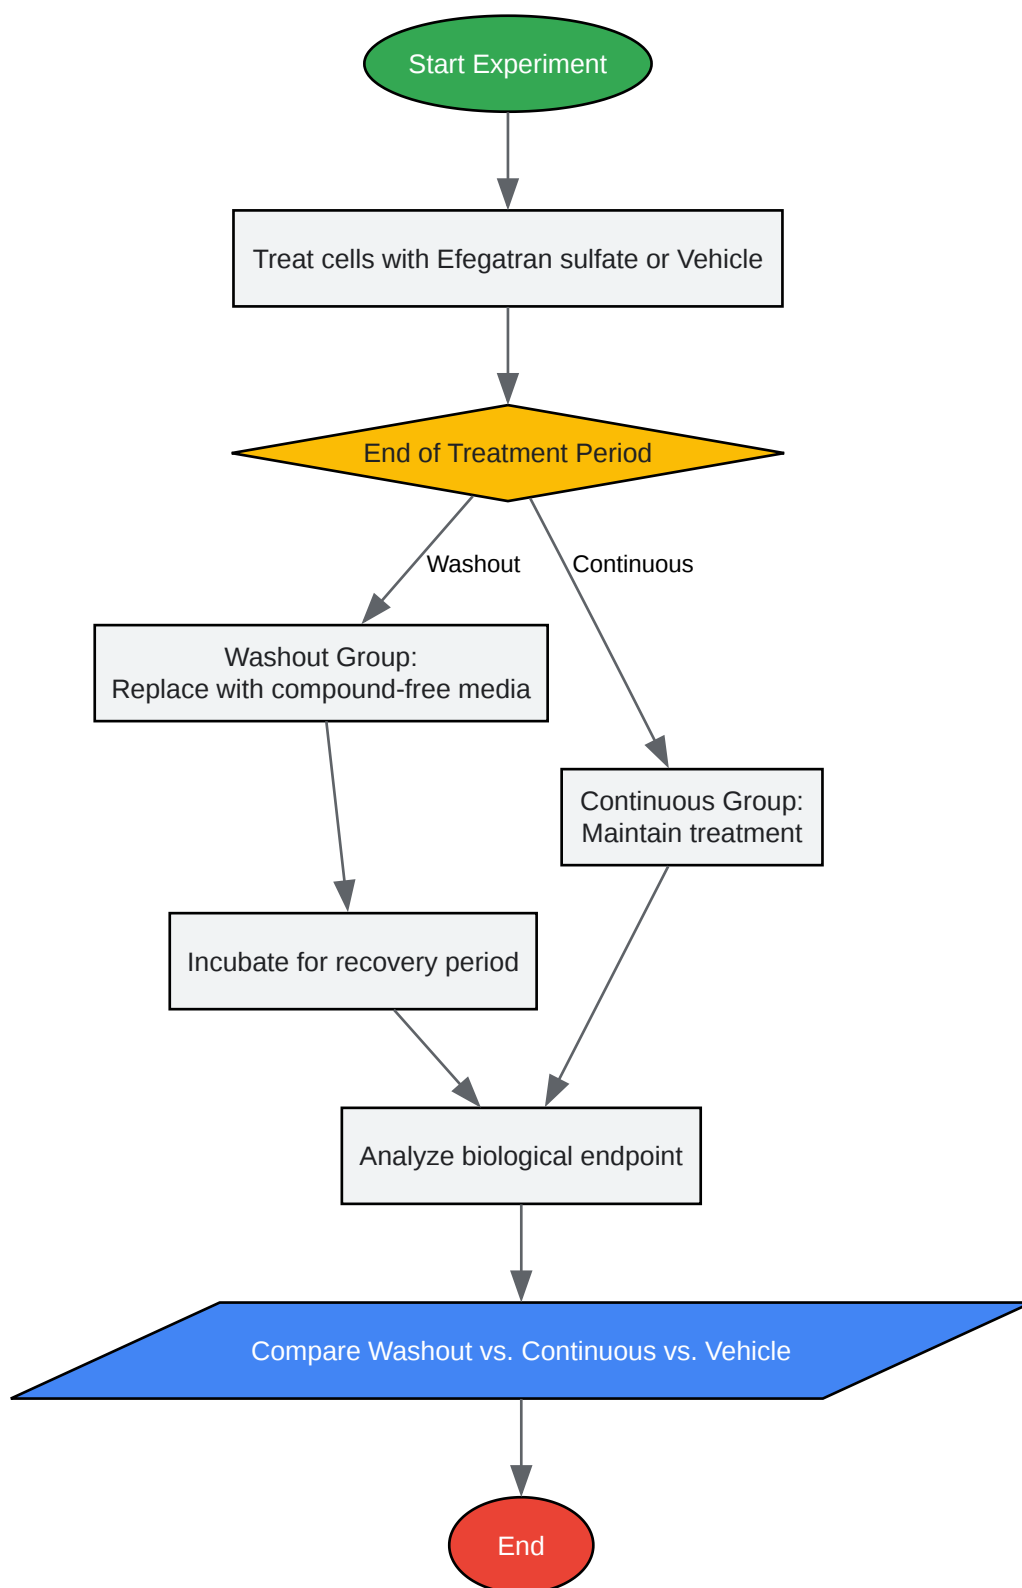 Start Experiment
Treat cells with Efegatran sulfate or Vehicle
End of Treatment Period
Washout
Continuous
Washout Group:
Replace with compound-free media
Continuous Group:
Maintain treatment
Incubate for recovery period
Analyze biological endpoint
Compare Washout vs. Continuous vs. Vehicle
End